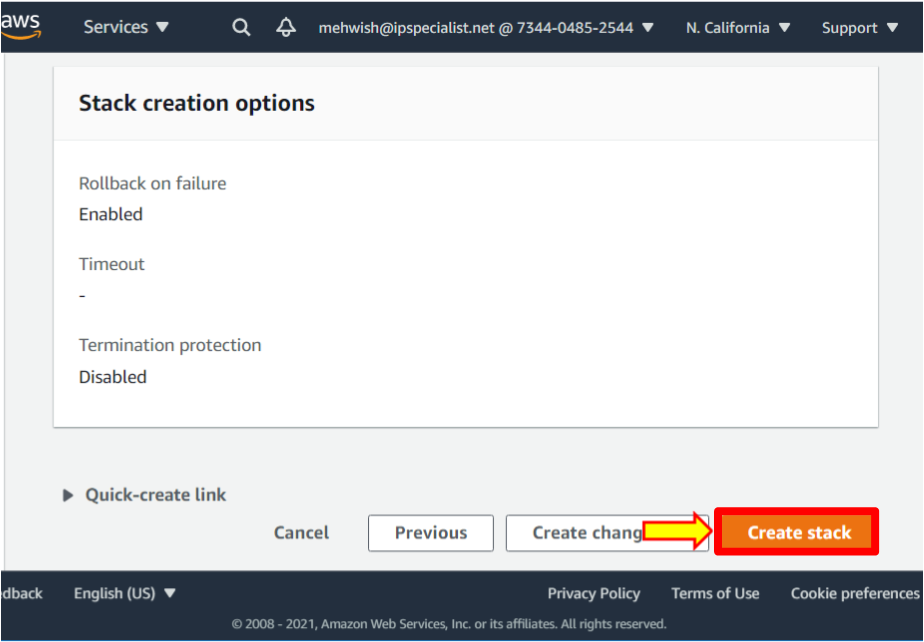 aws Services mehwish@ipspecialist.net @ 7344-0485-2544 N. California Support
Stack creation options
Rollback on failure
Enabled
Timeout
-
Termination protection
Disabled
Quick-create link
Cancel Previous Create chang Create stack
edback English (US) Privacy Policy Terms of Use Cookie preferences
© 2008 - 2021, Amazon Web Services, Inc. or its affiliates. All rights reserved.